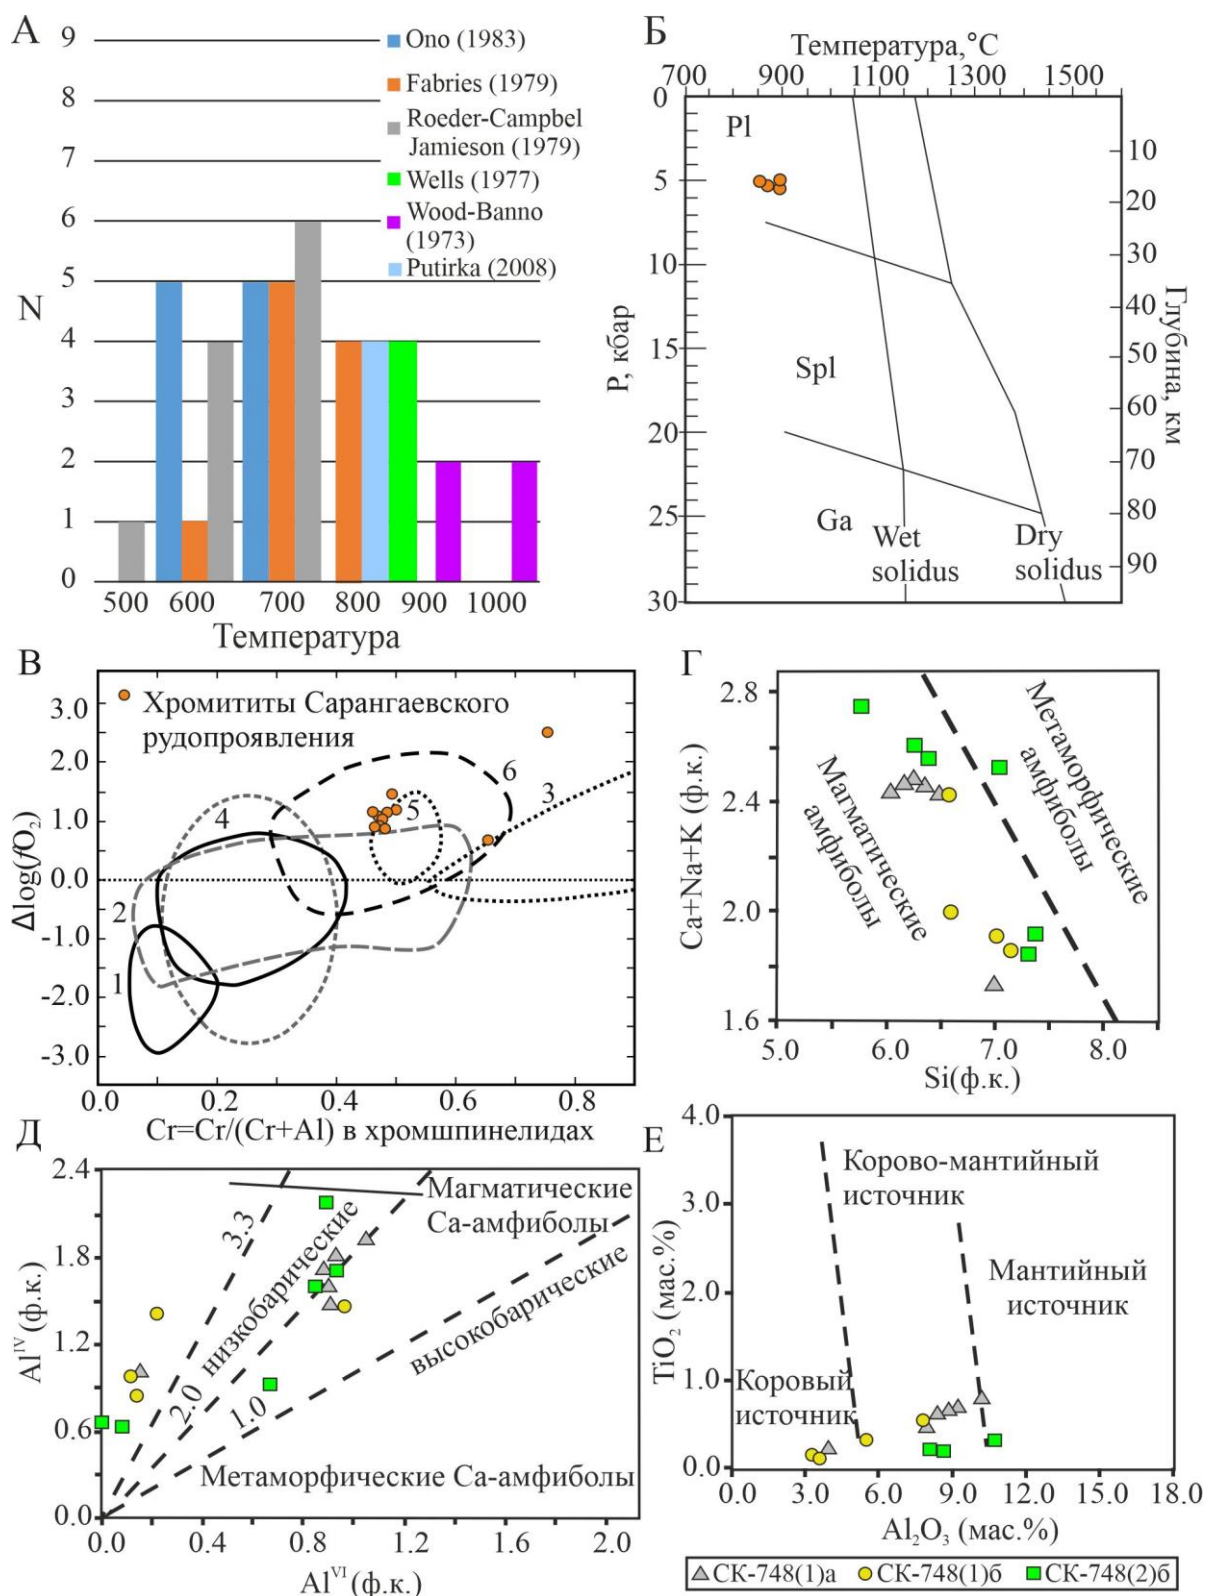 А
9
8
7
6
5
4
3
2
1
0
N
Ono (1983)
Fabries (1979)
Roeder-Campbel
Jamieson (1979)
Wells (1977)
Wood-Banno
(1973)
Putirka (2008)
500 600 700 800 900 1000
Температура
Б
Температура,°C
700 900 1100 1300 1500
Pl
Spl
Ga
Wet
solidus
Dry
solidus
0
5
10
15
20
25
30
Р, кбар
10
20
30
40
50
60
70
80
90
Глубина, км
В
Хромититы Сарангаевского
рудопроявления
3.0
2.0
1.0
0.0
-1.0
-2.0
-3.0
Δlog(fO₂)
1
2
3
4
5
6
0.0 0.2 0.4 0.6 0.8
Cr=Cr/(Cr+Al) в хромшпинелидах
Г
2.8
2.4
2.0
1.6
Ca+Na+K (ф.к.)
Магматические
амфиболы
Метаморфические
амфиболы
5.0 6.0 7.0 8.0
Si(ф.к.)
Д
2.4
1.8
1.2
0.6
0.0
Al^IV (ф.к.)
3.3
2.0
1.0
низкобарические
высокобарические
Магматические
Ca-амфиболы
Метаморфические Ca-амфиболы
0.0 0.4 0.8 1.2 1.6 2.0
Al^VI (ф.к.)
Е
4.0
3.0
2.0
1.0
0.0
TiO₂ (мас.%)
Корово-мантийный
источник
Мантийный
источник
Коровый
источник
0.0 3.0 6.0 9.0 12.0 15.0 18.0
Al₂O₃ (мас.%)
СК-748(1)а СК-748(1)б СК-748(2)б